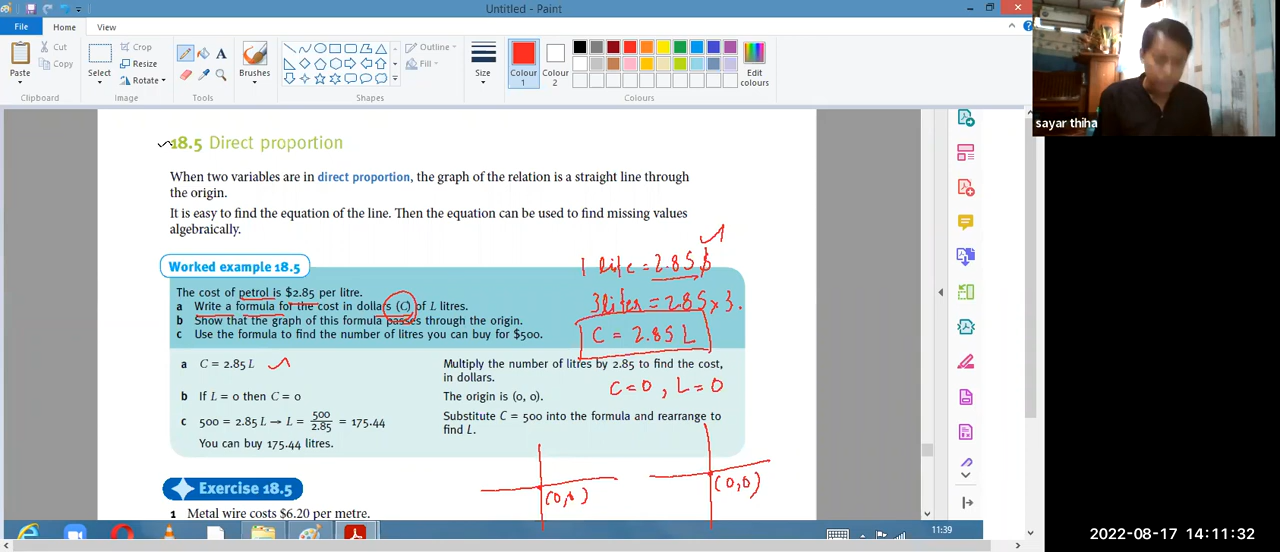 Untitled - Paint
File
Home
View
Paste
Cut
Copy
Clipboard
Select
Crop
Resize
Rotate
Image
A
Tools
Brushes
Shapes
Outline
Fill
Size
Colour 1
Colour 2
Edit colours
Colours
sayar thiha
18.5 Direct proportion
When two variables are in direct proportion, the graph of the relation is a straight line through
the origin.
It is easy to find the equation of the line. Then the equation can be used to find missing values
algebraically.
Worked example 18.5
The cost of petrol is $2.85 per litre.
a Write a formula for the cost in dollars (C) of L litres.
b Show that the graph of this formula passes through the origin.
c Use the formula to find the number of litres you can buy for $500.
= 2.85 $
3 liter = 2.85 x 3.
C = 2.85 L
a C = 2.85 L
Multiply the number of litres by 2.85 to find the cost,
in dollars.
C=0, L=0
b If L = 0 then C = 0
The origin is (0, 0).
c 500 = 2.85 L → L = 500/2.85 = 175.44
Substitute C = 500 into the formula and rearrange to
find L.
You can buy 175.44 litres.
(0,0)
(0,0)
Exercise 18.5
1 Metal wire costs $6.20 per metre.
11:39
2022-08-17 14:11:32